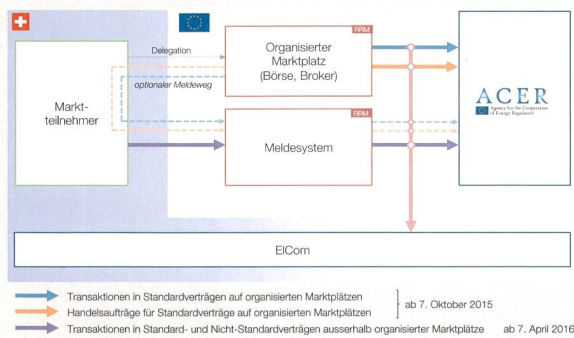 RRM
Delegation
Organisierter
Marktplatz
(Börse, Broker)
optionaler Meldeweg
Markt-
teilnehmer
ACER
Agency for the Cooperation
of Energy Regulators
RRM
Meldesystem
ElCom
Transaktionen in Standardverträgen auf organisierten Marktplätzen
Handelsaufträge für Standardverträge auf organisierten Marktplätzen
ab 7. Oktober 2015
Transaktionen in Standard- und Nicht-Standardverträgen ausserhalb organisierter Marktplätze ab 7. April 2016